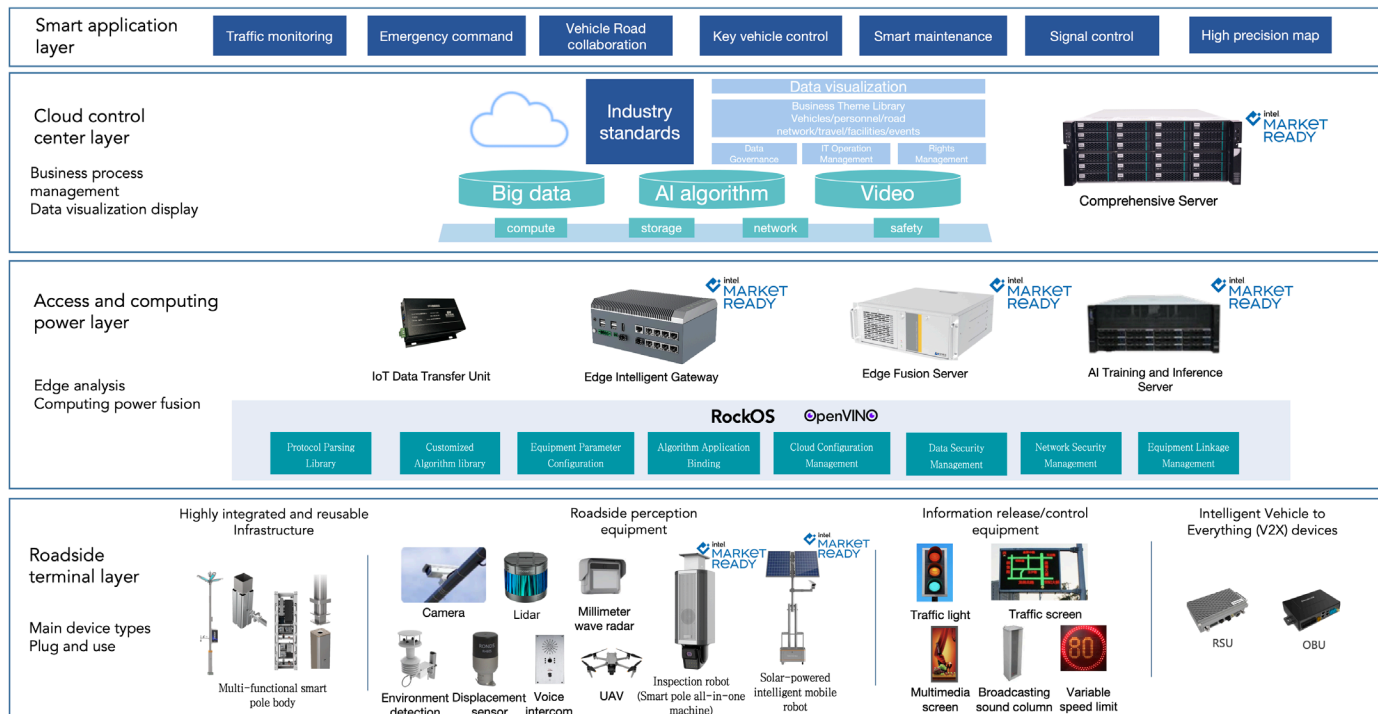 Smart application
layer
Traffic monitoring
Emergency command
Vehicle Road
collaboration
Key vehicle control
Smart maintenance
Signal control
High precision map
Cloud control
center layer
Business process
management
Data visualization display
Industry
standards
Data visualization
Business Theme Library
Vehicles/personnel/road
network/travel/facilities/events
Data
Governance
IT Operation
Management
Rights
Management
Big data
AI algorithm
Video
compute
storage
network
safety
intel
MARKET
READY
Comprehensive Server
Access and computing
power layer
Edge analysis
Computing power fusion
IoT Data Transfer Unit
intel
MARKET
READY
Edge Intelligent Gateway
intel
MARKET
READY
Edge Fusion Server
intel
MARKET
READY
AI Training and Inference
Server
RockOS
OpenVINO
Protocol Parsing
Library
Customized
Algorithm library
Equipment Parameter
Configuration
Algorithm Application
Binding
Cloud Configuration
Management
Data Security
Management
Network Security
Management
Equipment Linkage
Management
Roadside
terminal layer
Main device types
Plug and use
Highly integrated and reusable
Infrastructure
Multi-functional smart
pole body
Roadside perception
equipment
Camera
Lidar
Millimeter
wave radar
intel
MARKET
READY
intel
MARKET
READY
Environment
detection
Displacement
sensor
Voice
intercom
UAV
Inspection robot
(Smart pole all-in-one
machine)
Solar-powered
intelligent mobile
robot
Information release/control
equipment
Traffic light
Traffic screen
80
Multimedia
screen
Broadcasting
sound column
Variable
speed limit
Intelligent Vehicle to
Everything (V2X) devices
RSU
OBU